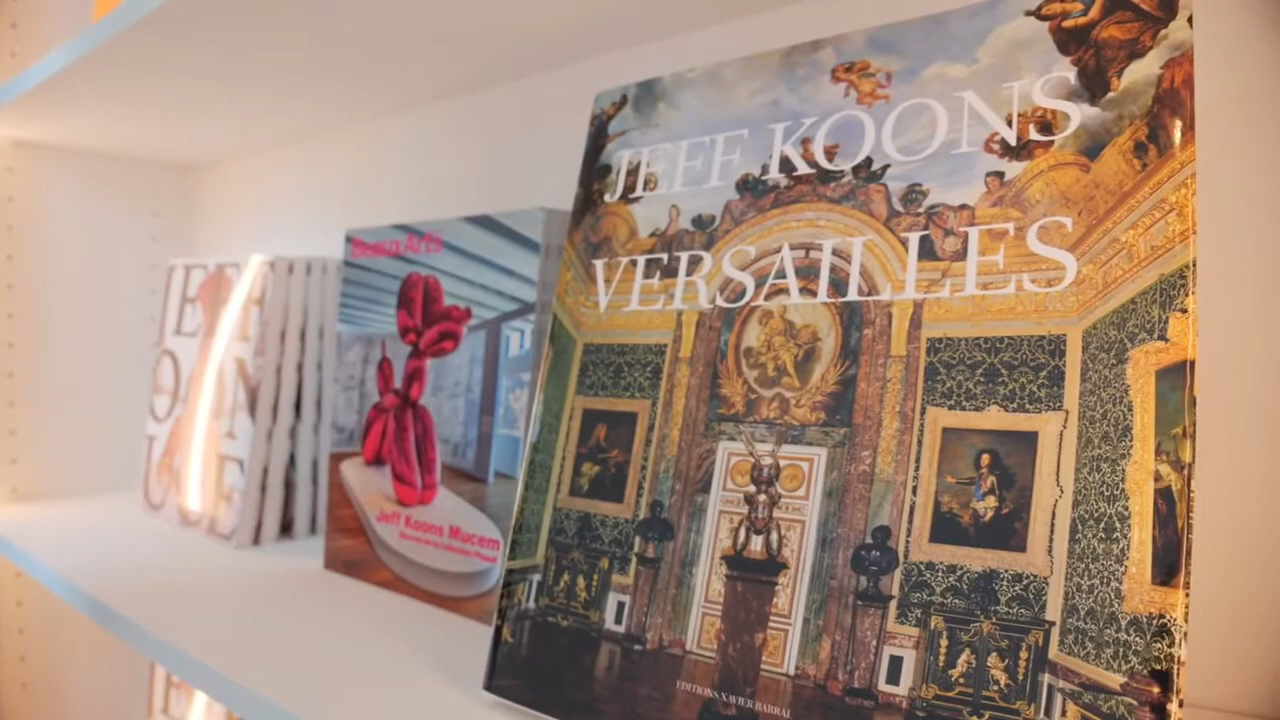 JEFF KOONS
VERSAILLES
EDITIONS XAVIER BARRAL
Beaux Arts
Jeff Koons Mucem